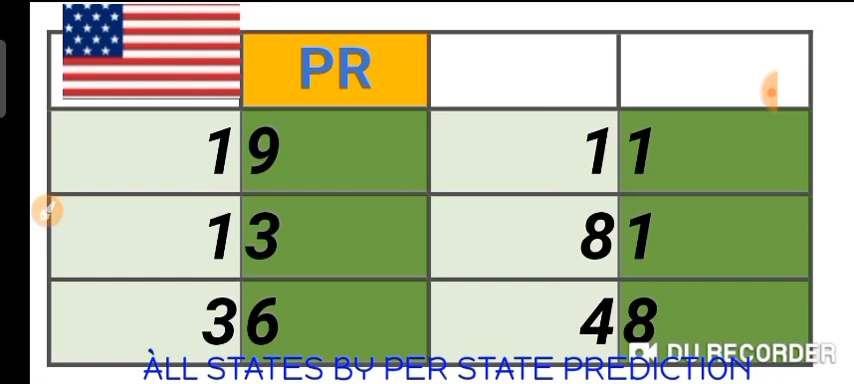 PR
19 11
13 81
36 48
DU RECORDER
ÀLL STATES BY PER STATE PREDICTION